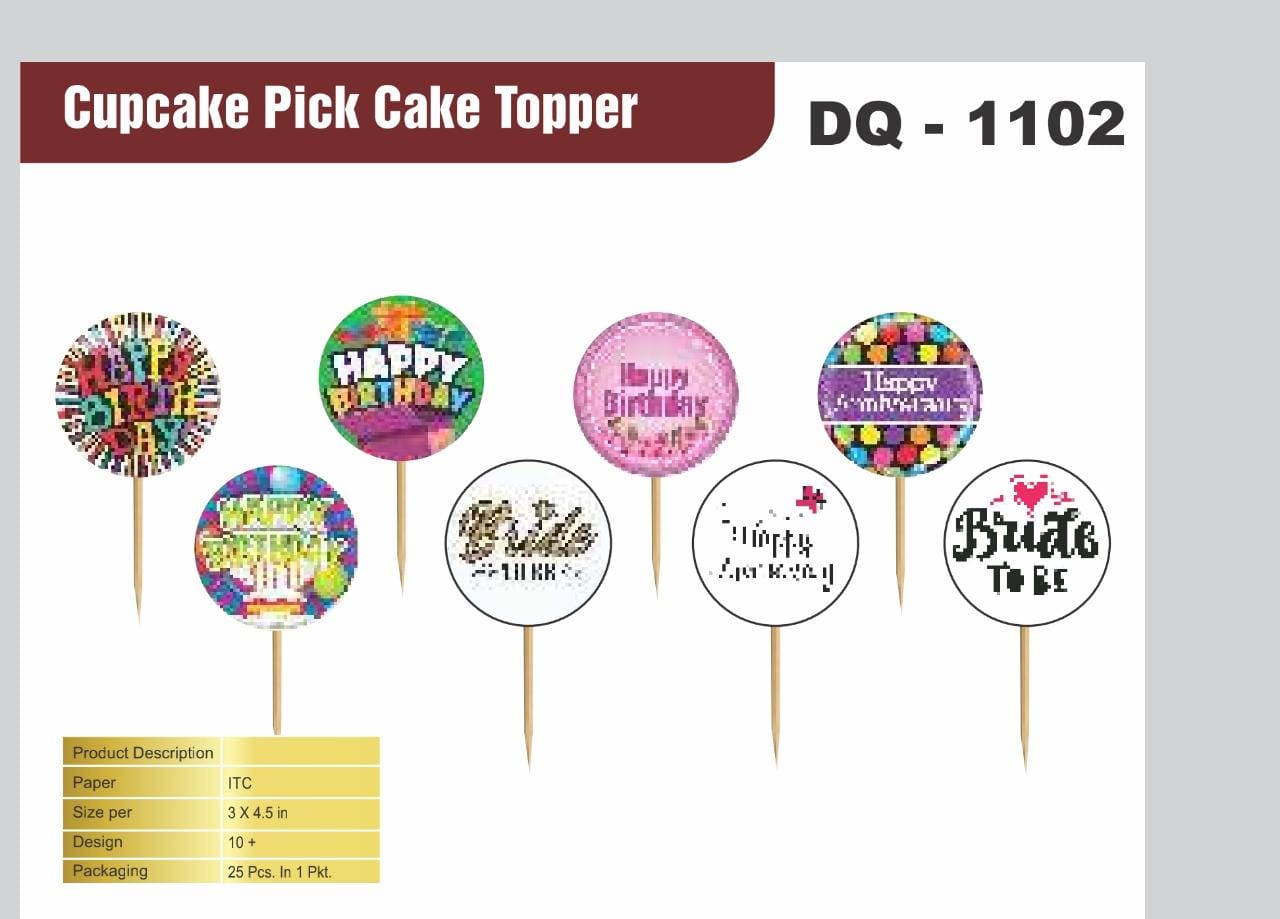 Cupcake Pick Cake Topper
DQ - 1102
HAPPY
BIRTH
DAY
HAPPY
BIRTHDAY
Happy
Birthday
Happy
Anniversary
HAPPY
BIRTHDAY
Bride
TO BE
Happy
Anniversary
Bride
TO BE
Product Description
Paper ITC
Size per 3 X 4.5 in
Design 10 +
Packaging 25 Pcs. In 1 Pkt.